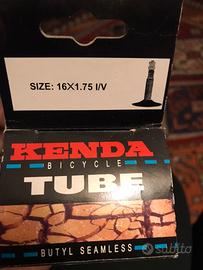 SIZE: 16X1.75 I/V
KENDA
BICYCLE
TUBE
BUTYL SEAMLESS
Subito